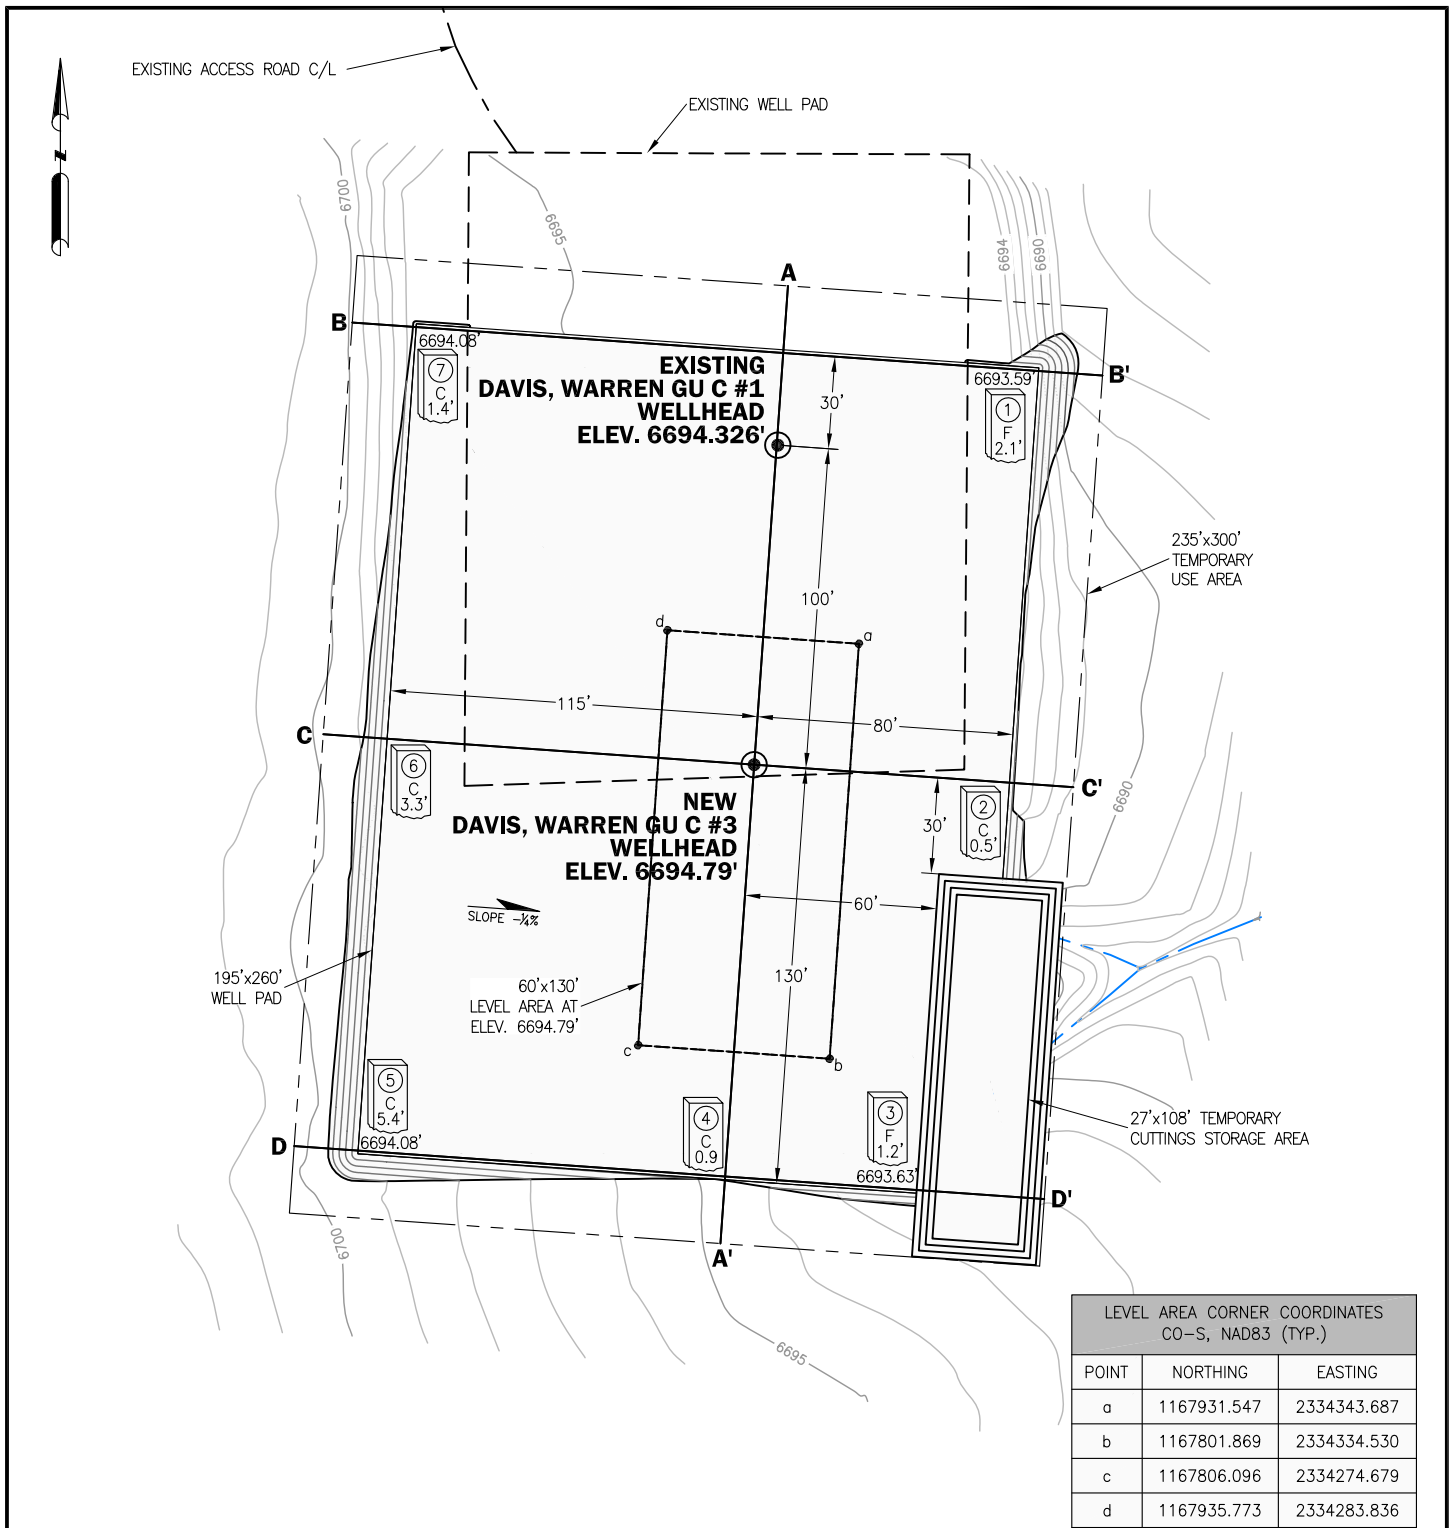 EXISTING ACCESS ROAD C/L
EXISTING WELL PAD
N
6700
6695
6694
6690
A
B
B'
6694.08'
7
C
1.4'
EXISTING
DAVIS, WARREN GU C #1
WELLHEAD
ELEV. 6694.326'
30'
6693.59'
1
F
2.1'
235'x300'
TEMPORARY
USE AREA
100'
d
a
115'
80'
C
C'
6
C
3.3'
NEW
DAVIS, WARREN GU C #3
WELLHEAD
ELEV. 6694.79'
30'
2
C
0.5'
6690
60'
SLOPE -¼%
195'x260'
WELL PAD
60'x130'
LEVEL AREA AT
ELEV. 6694.79'
130'
c
b
5
C
5.4'
6694.08'
4
C
0.9
3
F
1.2'
6693.63'
27'x108' TEMPORARY
CUTTINGS STORAGE AREA
D
D'
6700
A'
6695
LEVEL AREA CORNER COORDINATES
CO-S, NAD83 (TYP.)
POINT NORTHING EASTING
a 1167931.547 2334343.687
b 1167801.869 2334334.530
c 1167806.096 2334274.679
d 1167935.773 2334283.836